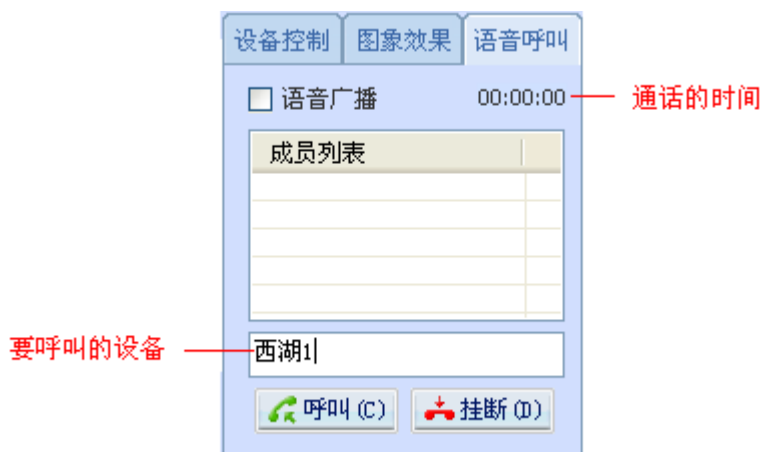 设备控制 图象效果 语音呼叫
语音广播 00:00:00 通话的时间
成员列表
要呼叫的设备 西湖1
呼叫(C) 挂断(D)